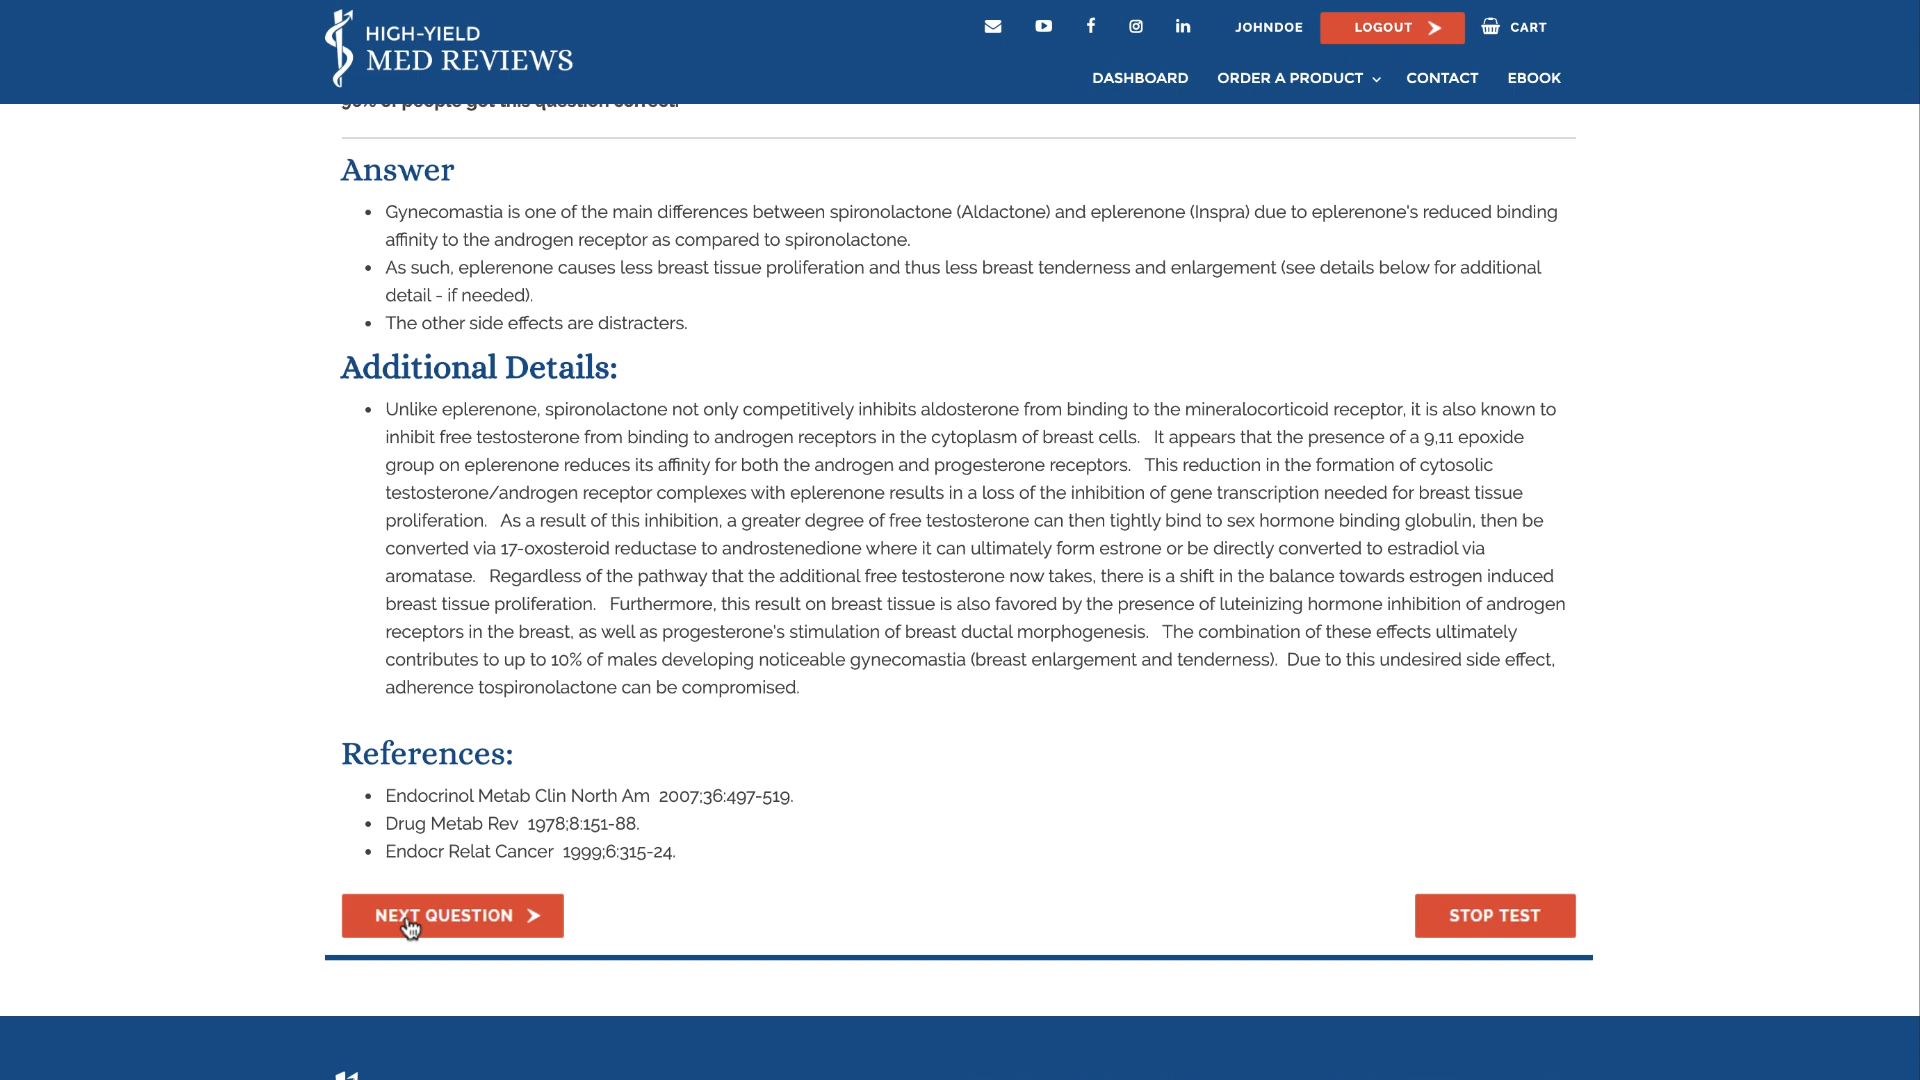 HIGH-YIELD
MED REVIEWS
JOHNDOE
LOGOUT
CART
DASHBOARD
ORDER A PRODUCT
CONTACT
EBOOK
90% of people got this question correct.
Answer
• Gynecomastia is one of the main differences between spironolactone (Aldactone) and eplerenone (Inspra) due to eplerenone's reduced binding
affinity to the androgen receptor as compared to spironolactone.
• As such, eplerenone causes less breast tissue proliferation and thus less breast tenderness and enlargement (see details below for additional
detail - if needed).
• The other side effects are distracters.
Additional Details:
• Unlike eplerenone, spironolactone not only competitively inhibits aldosterone from binding to the mineralocorticoid receptor, it is also known to
inhibit free testosterone from binding to androgen receptors in the cytoplasm of breast cells. It appears that the presence of a 9,11 epoxide
group on eplerenone reduces its affinity for both the androgen and progesterone receptors. This reduction in the formation of cytosolic
testosterone/androgen receptor complexes with eplerenone results in a loss of the inhibition of gene transcription needed for breast tissue
proliferation. As a result of this inhibition, a greater degree of free testosterone can then tightly bind to sex hormone binding globulin, then be
converted via 17-oxosteroid reductase to androstenedione where it can ultimately form estrone or be directly converted to estradiol via
aromatase. Regardless of the pathway that the additional free testosterone now takes, there is a shift in the balance towards estrogen induced
breast tissue proliferation. Furthermore, this result on breast tissue is also favored by the presence of luteinizing hormone inhibition of androgen
receptors in the breast, as well as progesterone's stimulation of breast ductal morphogenesis. The combination of these effects ultimately
contributes to up to 10% of males developing noticeable gynecomastia (breast enlargement and tenderness). Due to this undesired side effect,
adherence tospironolactone can be compromised.
References:
• Endocrinol Metab Clin North Am 2007;36:497-519.
• Drug Metab Rev 1978;8:151-88.
• Endocr Relat Cancer 1999;6:315-24.
NEXT QUESTION
STOP TEST